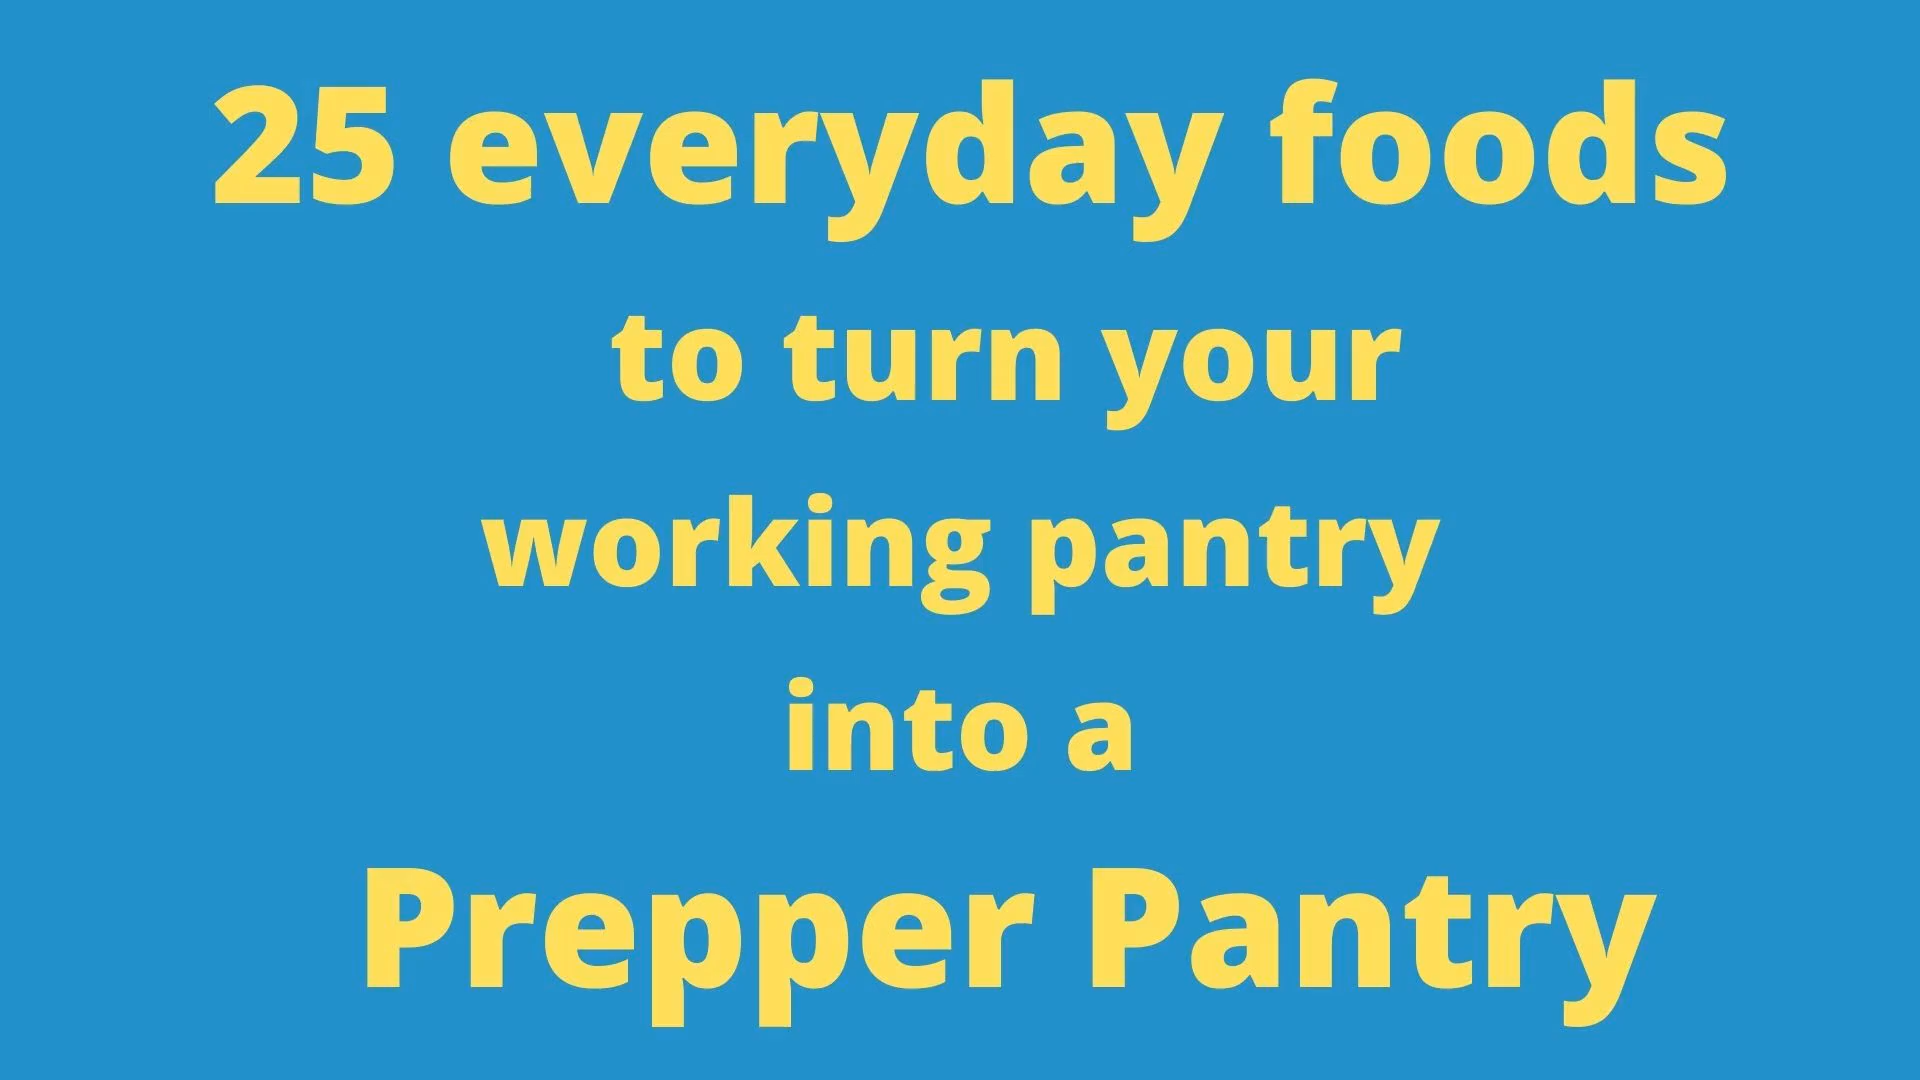 25 everyday foods
to turn your
working pantry
into a
Prepper Pantry